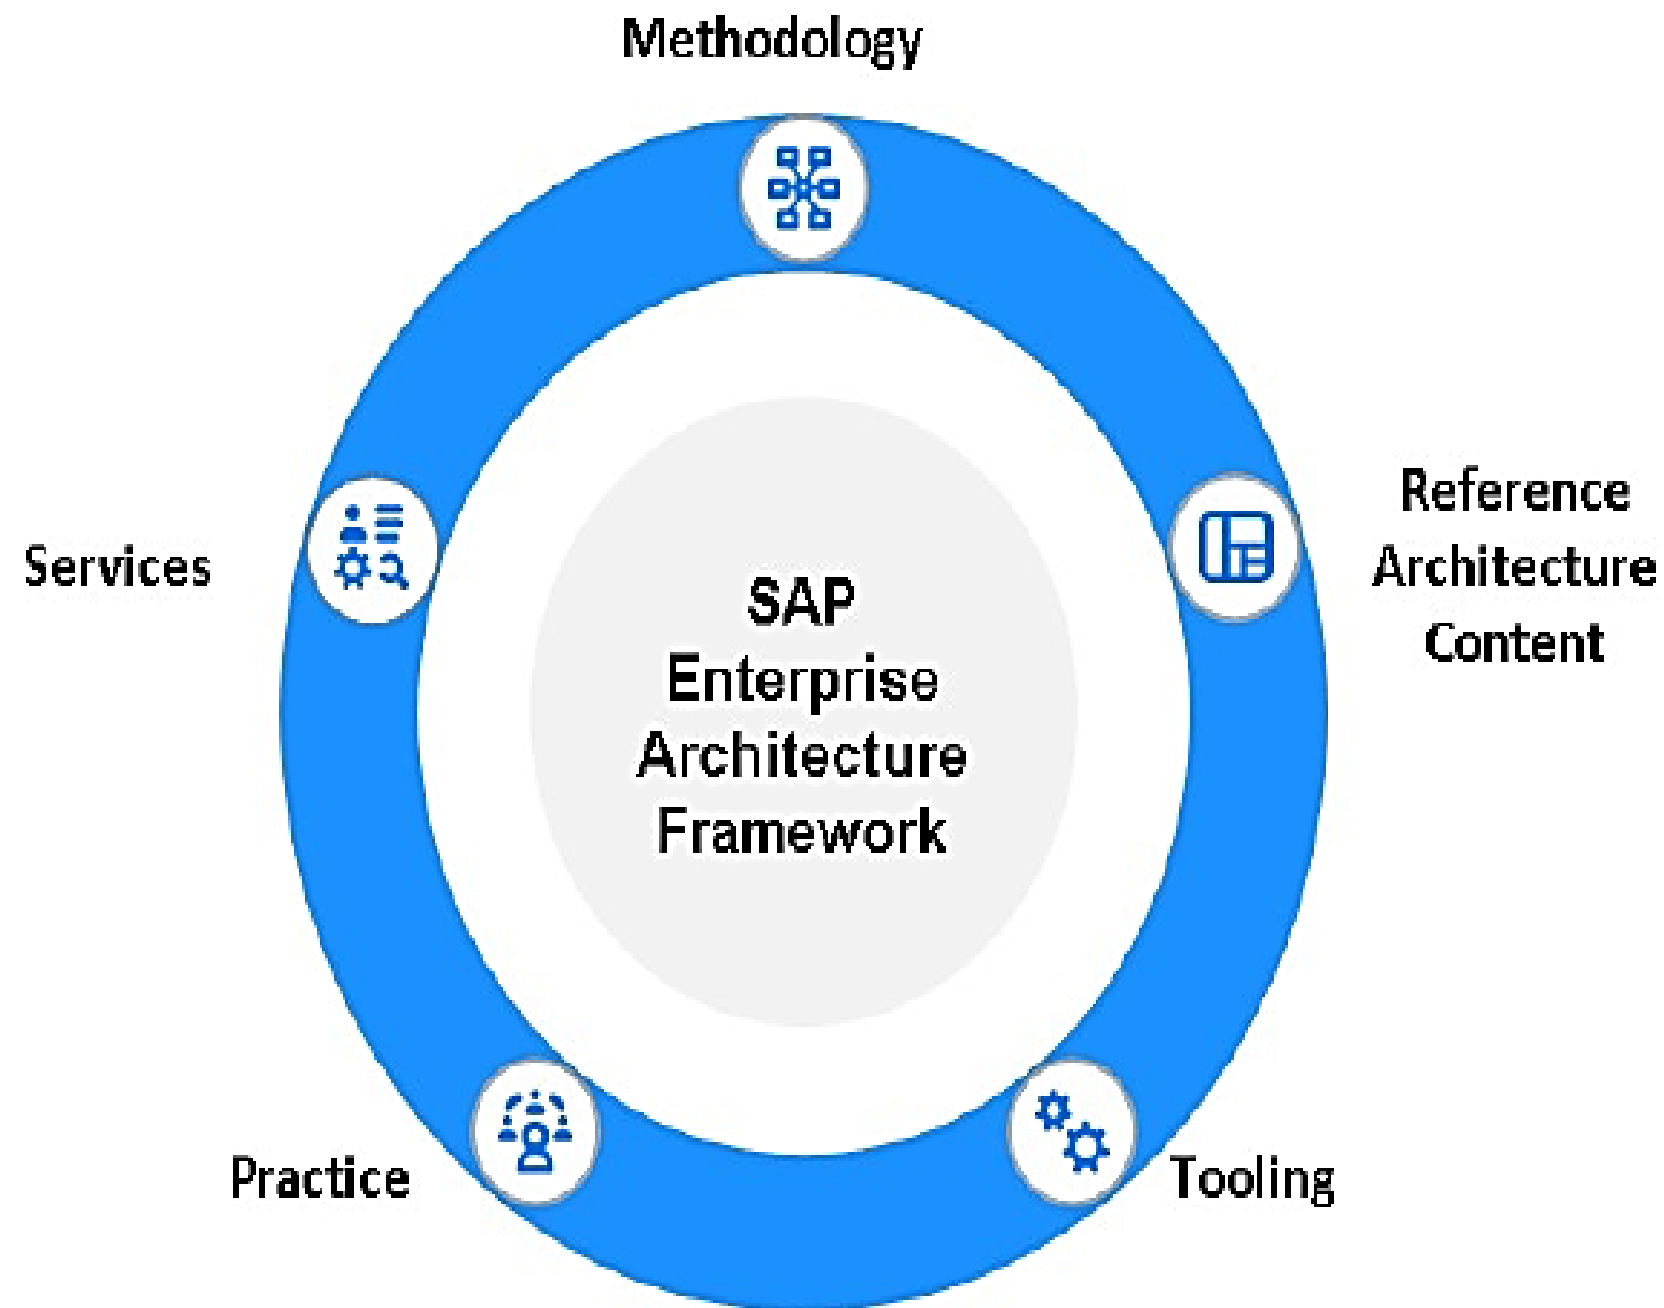 Methodology
Reference
Architecture
Content
Services
SAP
Enterprise
Architecture
Framework
Practice
Tooling